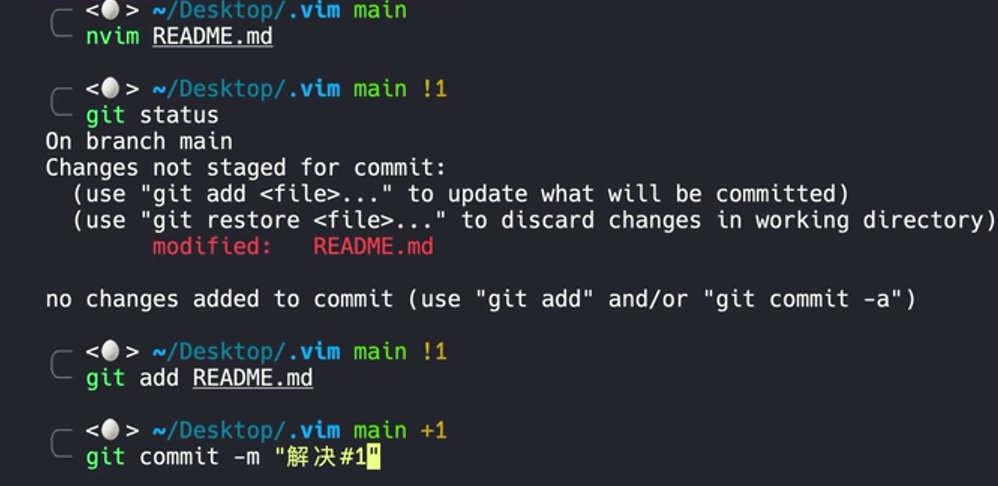 <🥚> ~/Desktop/.vim main
nvim README.md
<🥚> ~/Desktop/.vim main !1
git status
On branch main
Changes not staged for commit:
(use "git add <file>..." to update what will be committed)
(use "git restore <file>..." to discard changes in working directory)
modified: README.md
no changes added to commit (use "git add" and/or "git commit -a")
<🥚> ~/Desktop/.vim main !1
git add README.md
<🥚> ~/Desktop/.vim main +1
git commit -m "解决#1"